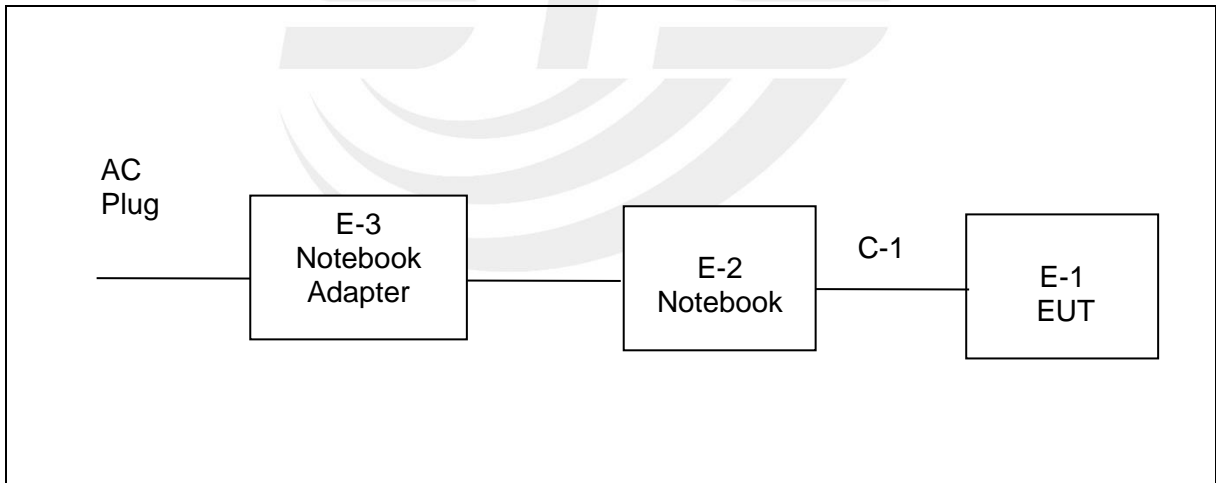 AC
Plug
E-3
Notebook
Adapter
E-2
Notebook
C-1
E-1
EUT